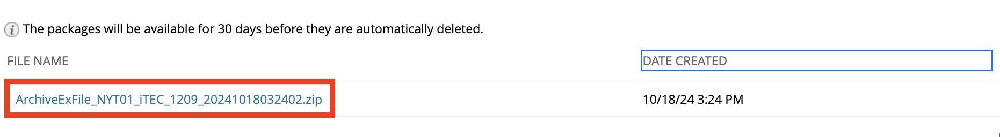 The packages will be available for 30 days before they are automatically deleted.
FILE NAME DATE CREATED
ArchiveExFile_NYT01_iTEC_1209_20241018032402.zip 10/18/24 3:24 PM